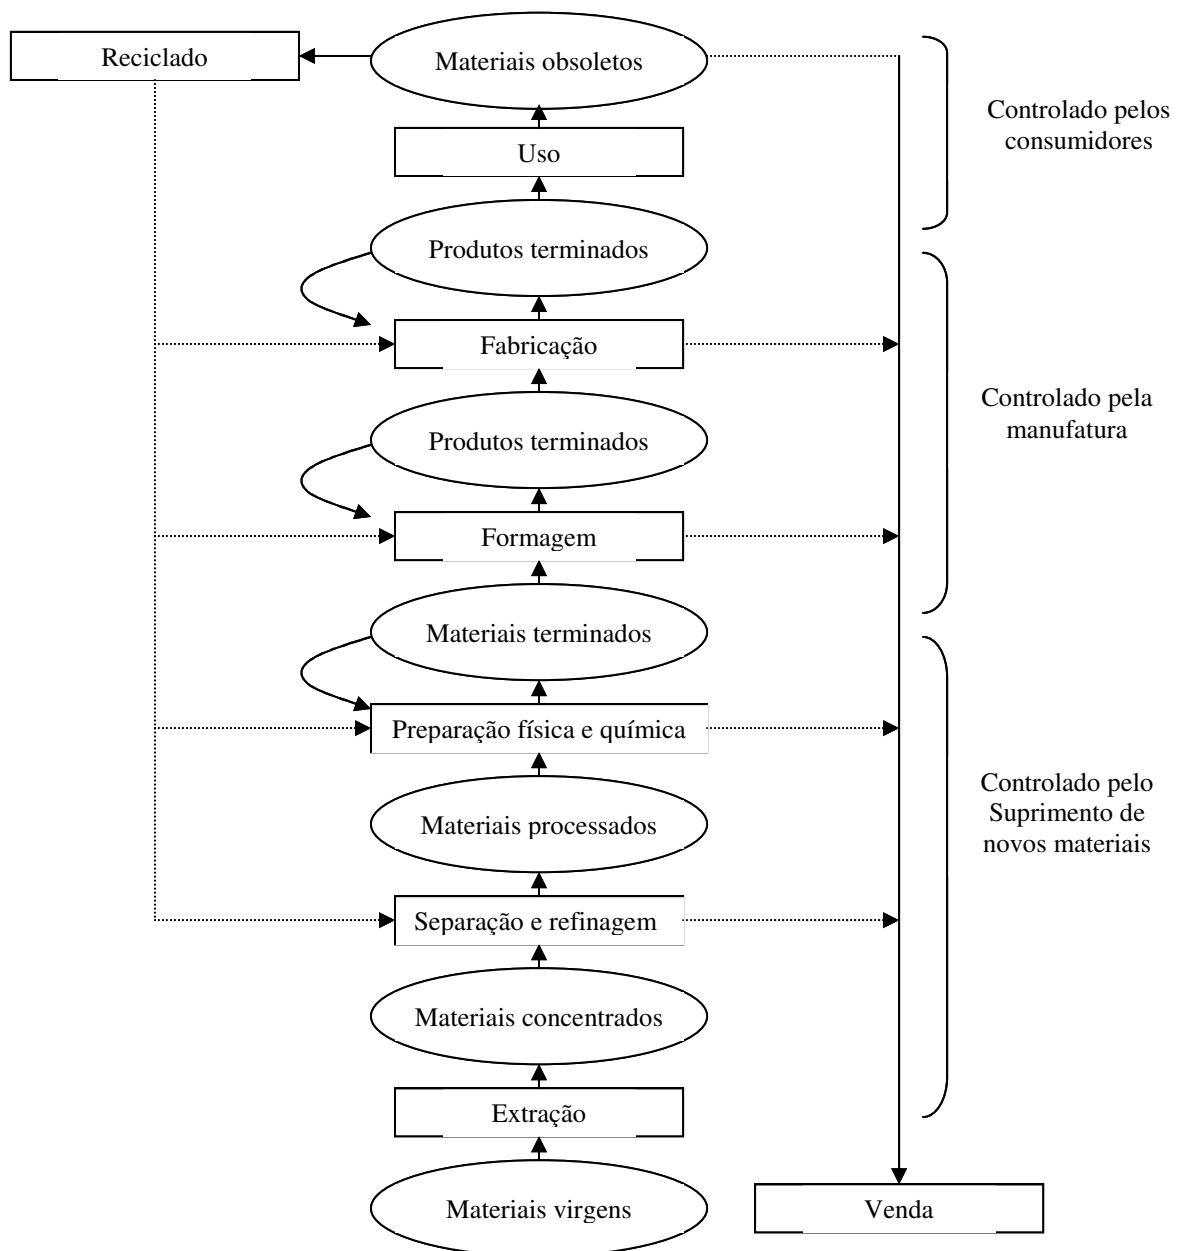 Reciclado
Materiais obsoletos
Controlado pelos
consumidores
Uso
Produtos terminados
Fabricação
Controlado pela
manufatura
Produtos terminados
Formagem
Materiais terminados
Preparação física e química
Controlado pelo
Suprimento de
novos materiais
Materiais processados
Separação e refinagem
Materiais concentrados
Extração
Materiais virgens
Venda